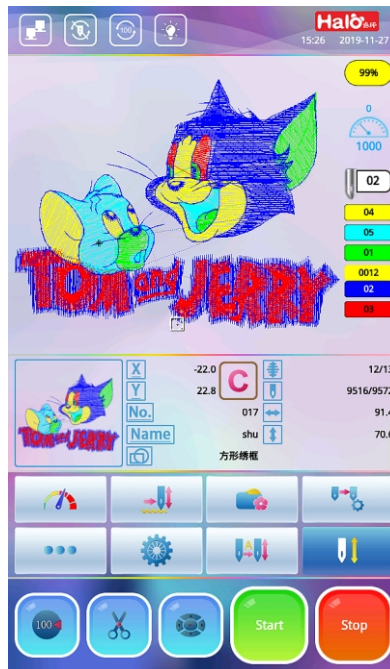 Halo
15:26 2019-11-27
100
99%
0
1000
02
04
05
01
0012
02
03
TOM and JERRY
X -22.0 C 12/13
Y 22.8 9516/9572
No. 017 91.4
Name shu 70.6
方形绣框
A
100 Start Stop